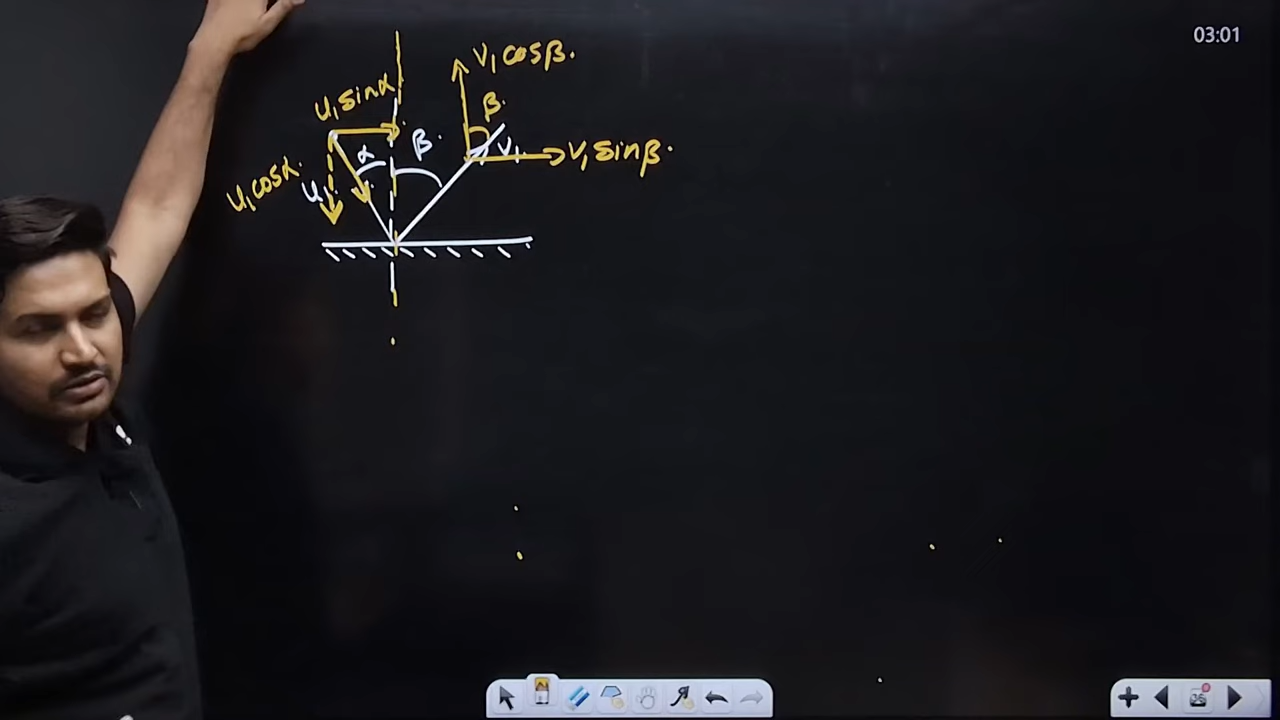 03:01
V₁ cosβ.
u₁ sinα
β.
β.
α
V₁
V₁ sinβ.
u₁ cosα.
u₁